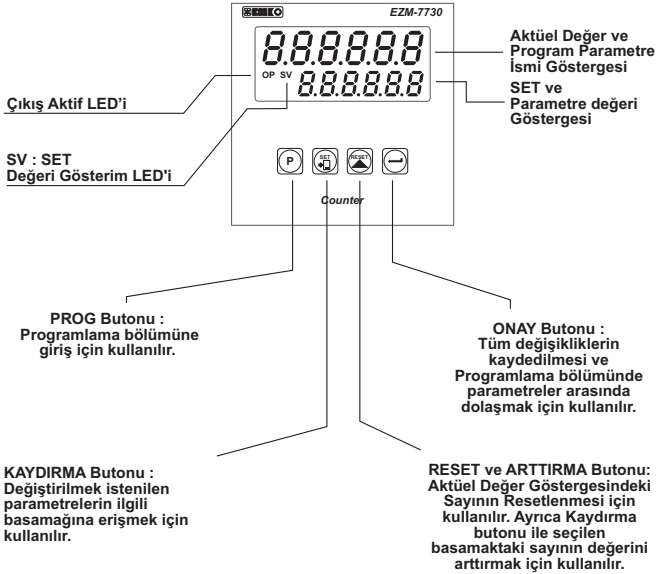 EMKO
EZM-7730
8.8.8.8.8.8
OP SV
8.8.8.8.8.8
Aktüel Değer ve
Program Parametre
İsmi Göstergesi
SET ve
Parametre değeri
Göstergesi
Çıkış Aktif LED’i
SV : SET
Değeri Gösterim LED'i
P
SET
RESET
Counter
PROG Butonu :
Programlama bölümüne
giriş için kullanılır.
ONAY Butonu :
Tüm değişikliklerin
kaydedilmesi ve
Programlama bölümünde
parametreler arasında
dolaşmak için kullanılır.
KAYDIRMA Butonu :
Değiştirilmek istenilen
parametrelerin ilgili
basamağına erişmek için
kullanılır.
RESET ve ARTTIRMA Butonu:
Aktüel Değer Göstergesindeki
Sayının Resetlenmesi için
kullanılır. Ayrıca Kaydırma
butonu ile seçilen
basamaktaki sayının değerini
arttırmak için kullanılır.